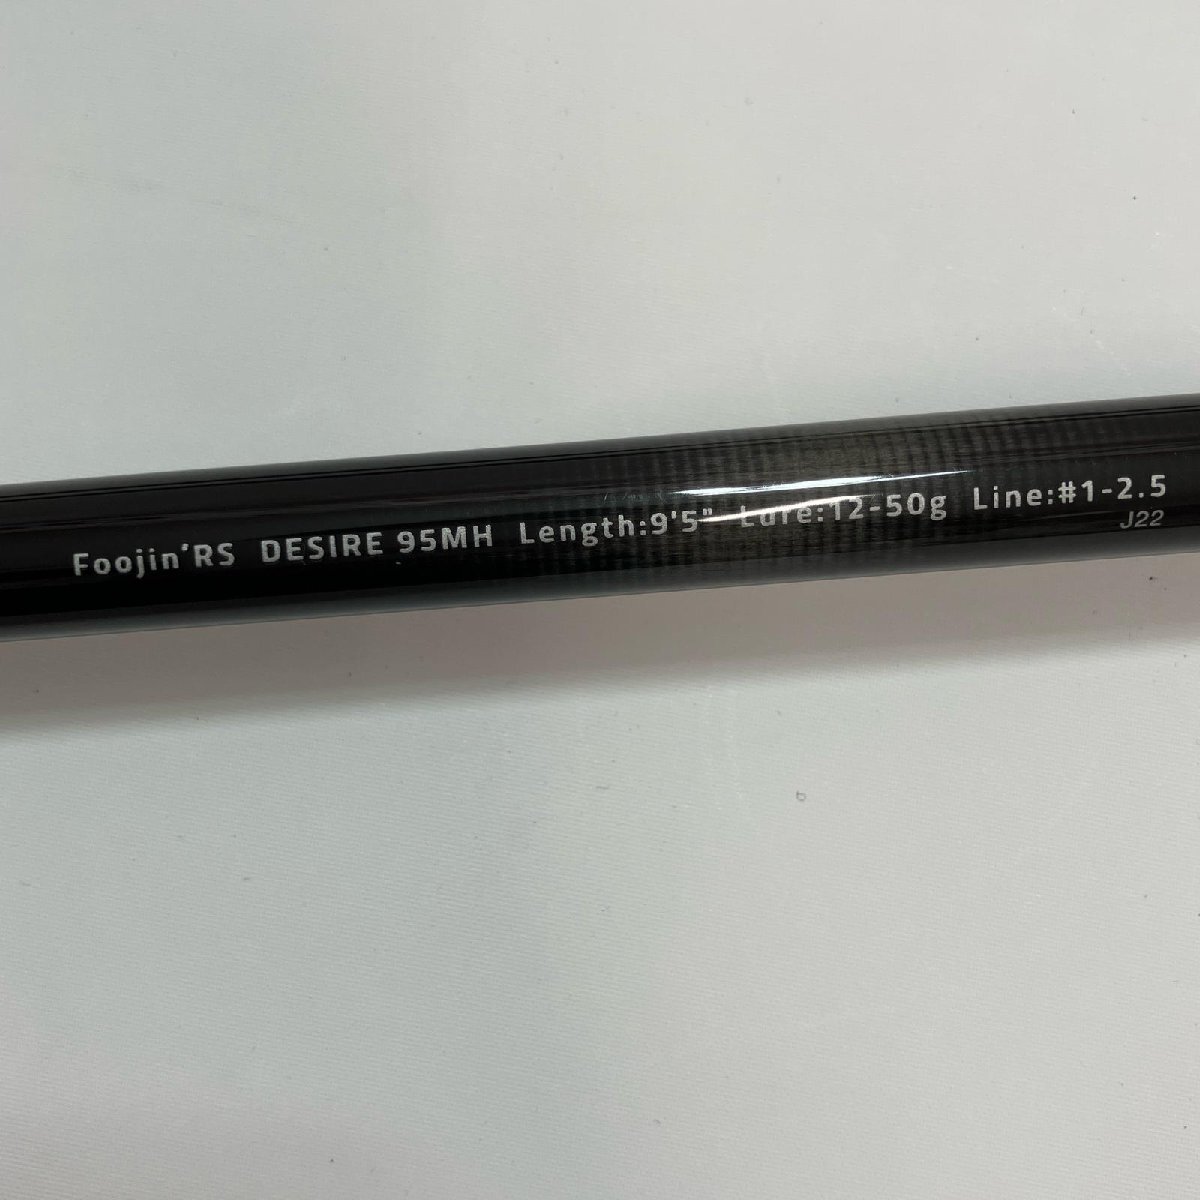 Foojin'RS DESIRE 95MH Length:9'5" Lure:12-50g Line:#1-2.5
J22